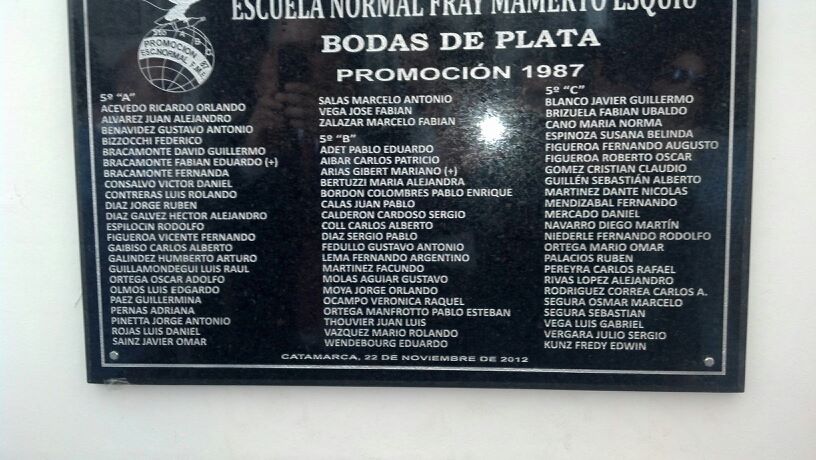 ESCUELA NORMAL FRAY MAMERTO ESQUIÚ
BODAS DE PLATA
PROMOCIÓN 1987
PROMOCION 87
ESC.NORMAL F.M.E.
5º "A"
ACEVEDO RICARDO ORLANDO
ALVAREZ JUAN ALEJANDRO
BENAVIDEZ GUSTAVO ANTONIO
BIZZOCCHI FEDERICO
BRACAMONTE DAVID GUILLERMO
BRACAMONTE FABIAN EDUARDO (+)
BRACAMONTE FERNANDA
CONSALVO VICTOR DANIEL
CONTRERAS LUIS ROLANDO
DIAZ JORGE RUBEN
DIAZ GALVEZ HECTOR ALEJANDRO
ESPILOCIN RODOLFO
FIGUEROA VICENTE FERNANDO
GAIBISO CARLOS ALBERTO
GALINDEZ HUMBERTO ARTURO
GUILLAMONDEGUI LUIS RAUL
ORTEGA OSCAR ADOLFO
OLMOS LUIS EDGARDO
PAEZ GUILLERMINA
PERNAS ADRIANA
PINETTA JORGE ANTONIO
ROJAS LUIS DANIEL
SAINZ JAVIER OMAR
SALAS MARCELO ANTONIO
VEGA JOSE FABIAN
ZALAZAR MARCELO FABIAN
5º "B"
ADET PABLO EDUARDO
AIBAR CARLOS PATRICIO
ARIAS GIBERT MARIANO (+)
BERTUZZI MARIA ALEJANDRA
BORDON COLOMBRES PABLO ENRIQUE
CALAS JUAN PABLO
CALDERON CARDOSO SERGIO
COLL CARLOS ALBERTO
DIAZ SERGIO PABLO
FEDULLO GUSTAVO ANTONIO
LEMA FERNANDO ARGENTINO
MARTINEZ FACUNDO
MOLAS AGUIAR GUSTAVO
MOYA JORGE ORLANDO
OCAMPO VERONICA RAQUEL
ORTEGA MANFROTTO PABLO ESTEBAN
THOUVIER JUAN LUIS
VAZQUEZ MARIO ROLANDO
WENDEBOURG EDUARDO
5º "C"
BLANCO JAVIER GUILLERMO
BRIZUELA FABIAN UBALDO
CANO MARIA NORMA
ESPINOZA SUSANA BELINDA
FIGUEROA FERNANDO AUGUSTO
FIGUEROA ROBERTO OSCAR
GOMEZ CRISTIAN CLAUDIO
GUILLÉN SEBASTIÁN ALBERTO
MARTINEZ DANTE NICOLAS
MENDIZABAL FERNANDO
MERCADO DANIEL
NAVARRO DIEGO MARTÍN
NIEDERLE FERNANDO RODOLFO
ORTEGA MARIO OMAR
PALACIOS RUBEN
PEREYRA CARLOS RAFAEL
RIVAS LOPEZ ALEJANDRO
RODRIGUEZ CORREA CARLOS A.
SEGURA OSMAR MARCELO
SEGURA SEBASTIAN
VEGA LUIS GABRIEL
VERGARA JULIO SERGIO
KUNZ FREDY EDWIN
CATAMARCA, 22 DE NOVIEMBRE DE 2012